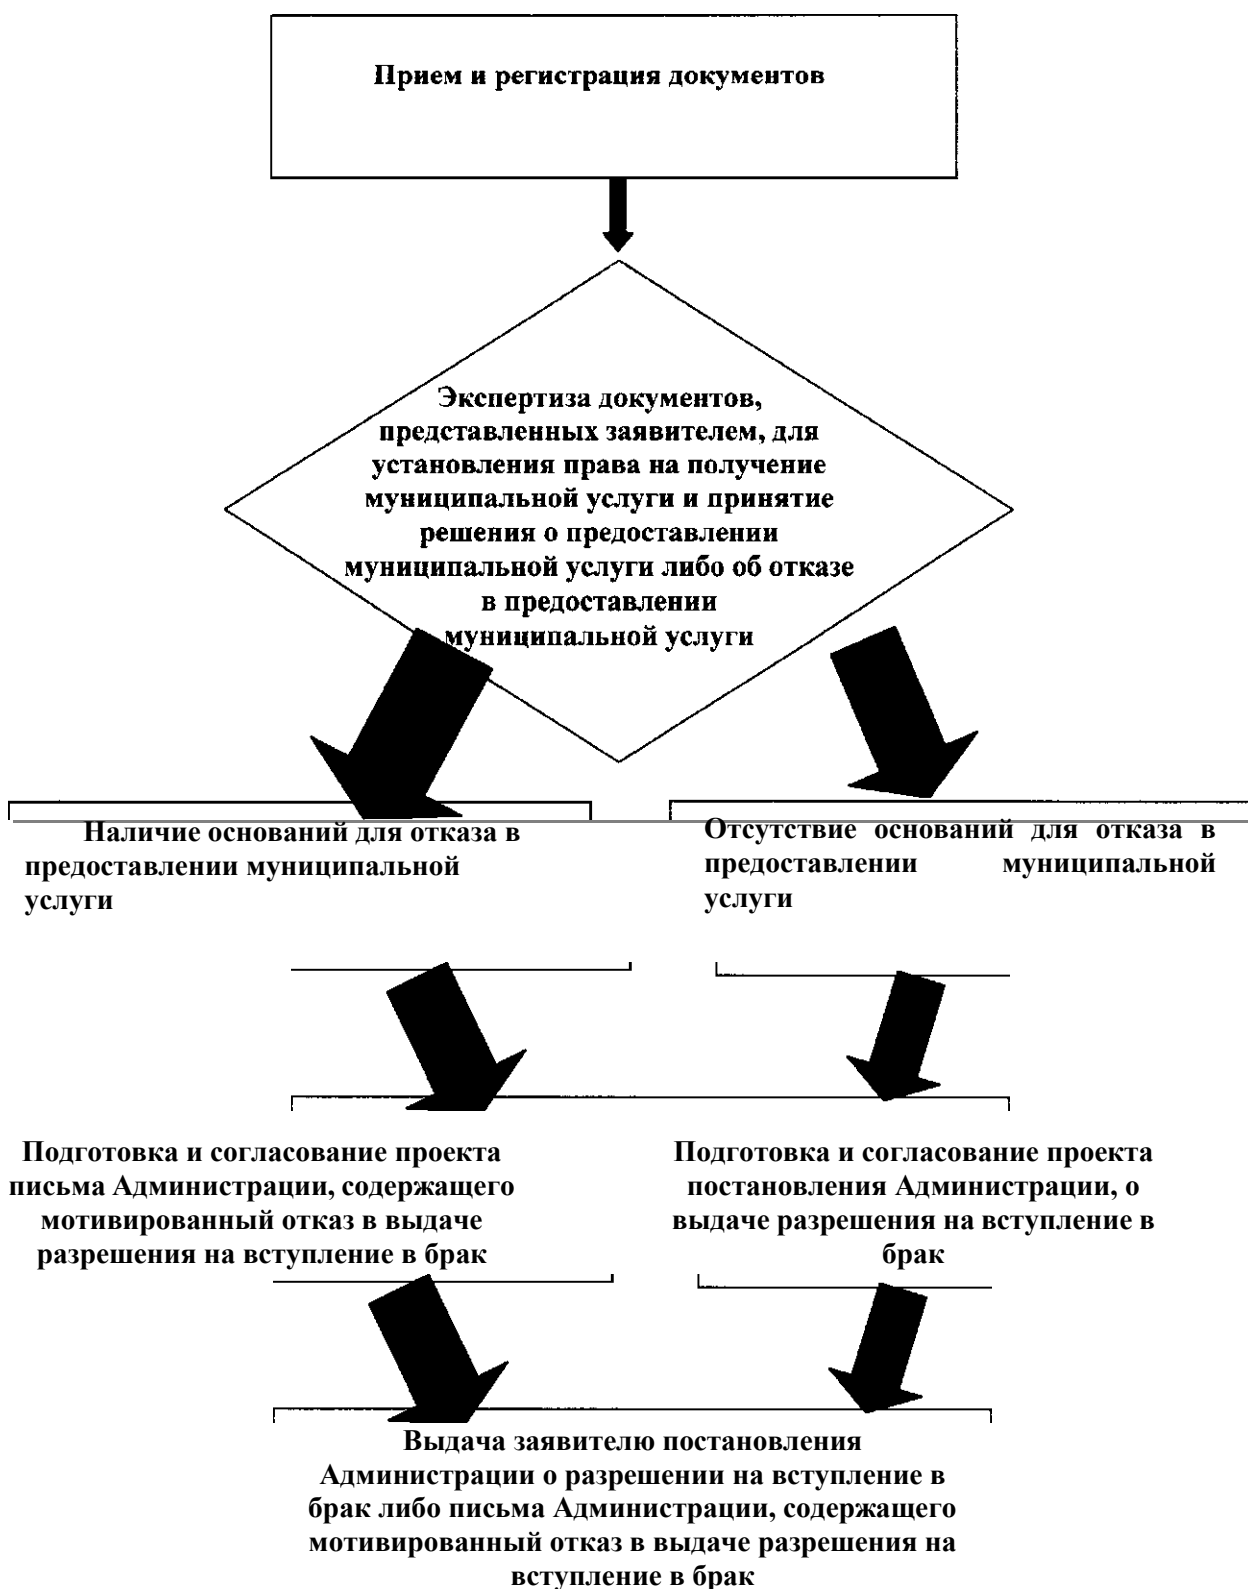 Прием и регистрация документов
Экспертиза документов,
представленных заявителем, для
установления права на получение
муниципальной услуги и принятие
решения о предоставлении
муниципальной услуги либо об отказе
в предоставлении
муниципальной услуги
Наличие оснований для отказа в
предоставлении муниципальной
услуги
Отсутствие оснований для отказа в
предоставлении муниципальной
услуги
Подготовка и согласование проекта
письма Администрации, содержащего
мотивированный отказ в выдаче
разрешения на вступление в брак
Подготовка и согласование проекта
постановления Администрации, о
выдаче разрешения на вступление в
брак
Выдача заявителю постановления
Администрации о разрешении на вступление в
брак либо письма Администрации, содержащего
мотивированный отказ в выдаче разрешения на
вступление в брак